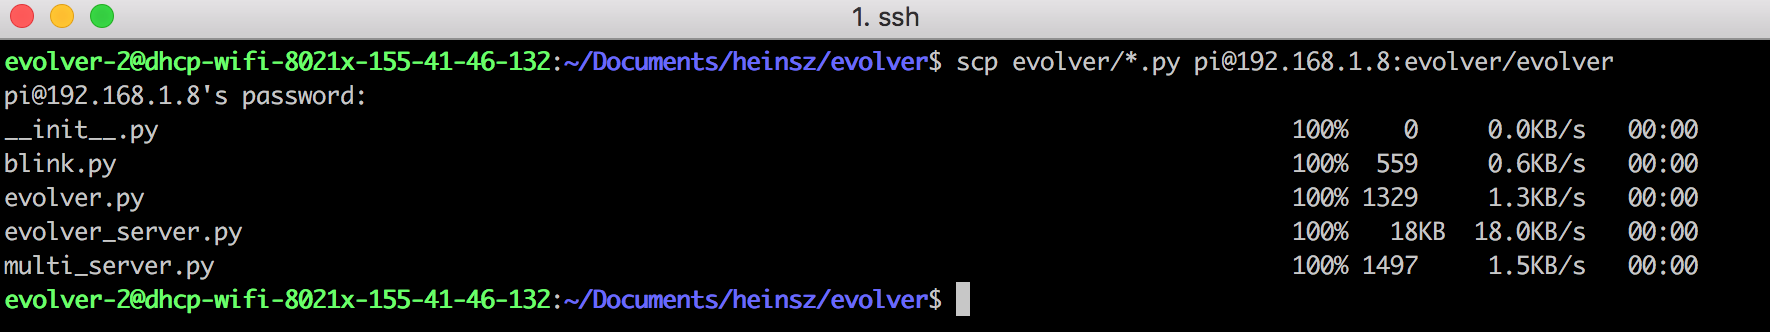 1. ssh
evolver-2@dhcp-wifi-8021x-155-41-46-132:~/Documents/heinsz/evolver$ scp evolver/*.py pi@192.168.1.8:evolver/evolver
pi@192.168.1.8's password:
__init__.py 100% 0 0.0KB/s 00:00
blink.py 100% 559 0.6KB/s 00:00
evolver.py 100% 1329 1.3KB/s 00:00
evolver_server.py 100% 18KB 18.0KB/s 00:00
multi_server.py 100% 1497 1.5KB/s 00:00
evolver-2@dhcp-wifi-8021x-155-41-46-132:~/Documents/heinsz/evolver$